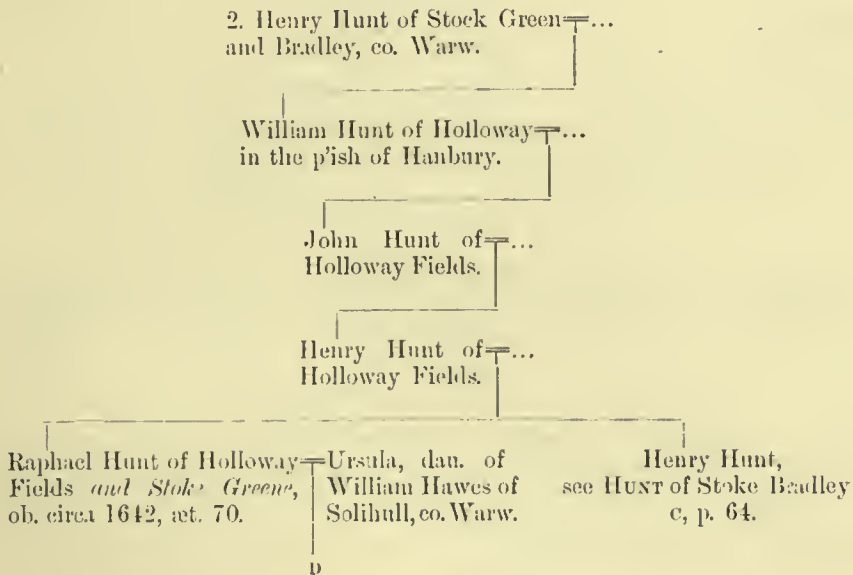 2. Henry Hunt of Stock Green ...
and Bradley, co. Warw.
William Hunt of Holloway ...
in the p'ish of Hanbury.
John Hunt of ...
Holloway Fields.
Henry Hunt of ...
Holloway Fields.
Raphael Hunt of Holloway
Fields and Stoke Greene,
ob. circa 1642, æt. 70.
Ursula, dau. of
William Hawes of
Solihull, co. Warw.
Henry Hunt,
see HUNT of Stoke Bradley
C, p. 64.
D